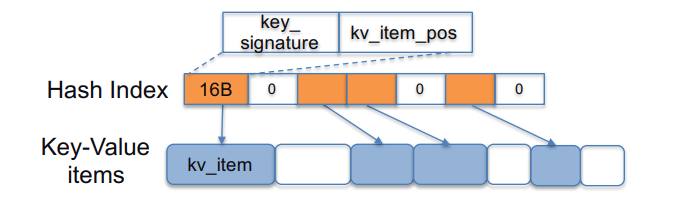 key_
signature
kv_item_pos
Hash Index
16B
0
0
0
Key-Value
items
kv_item